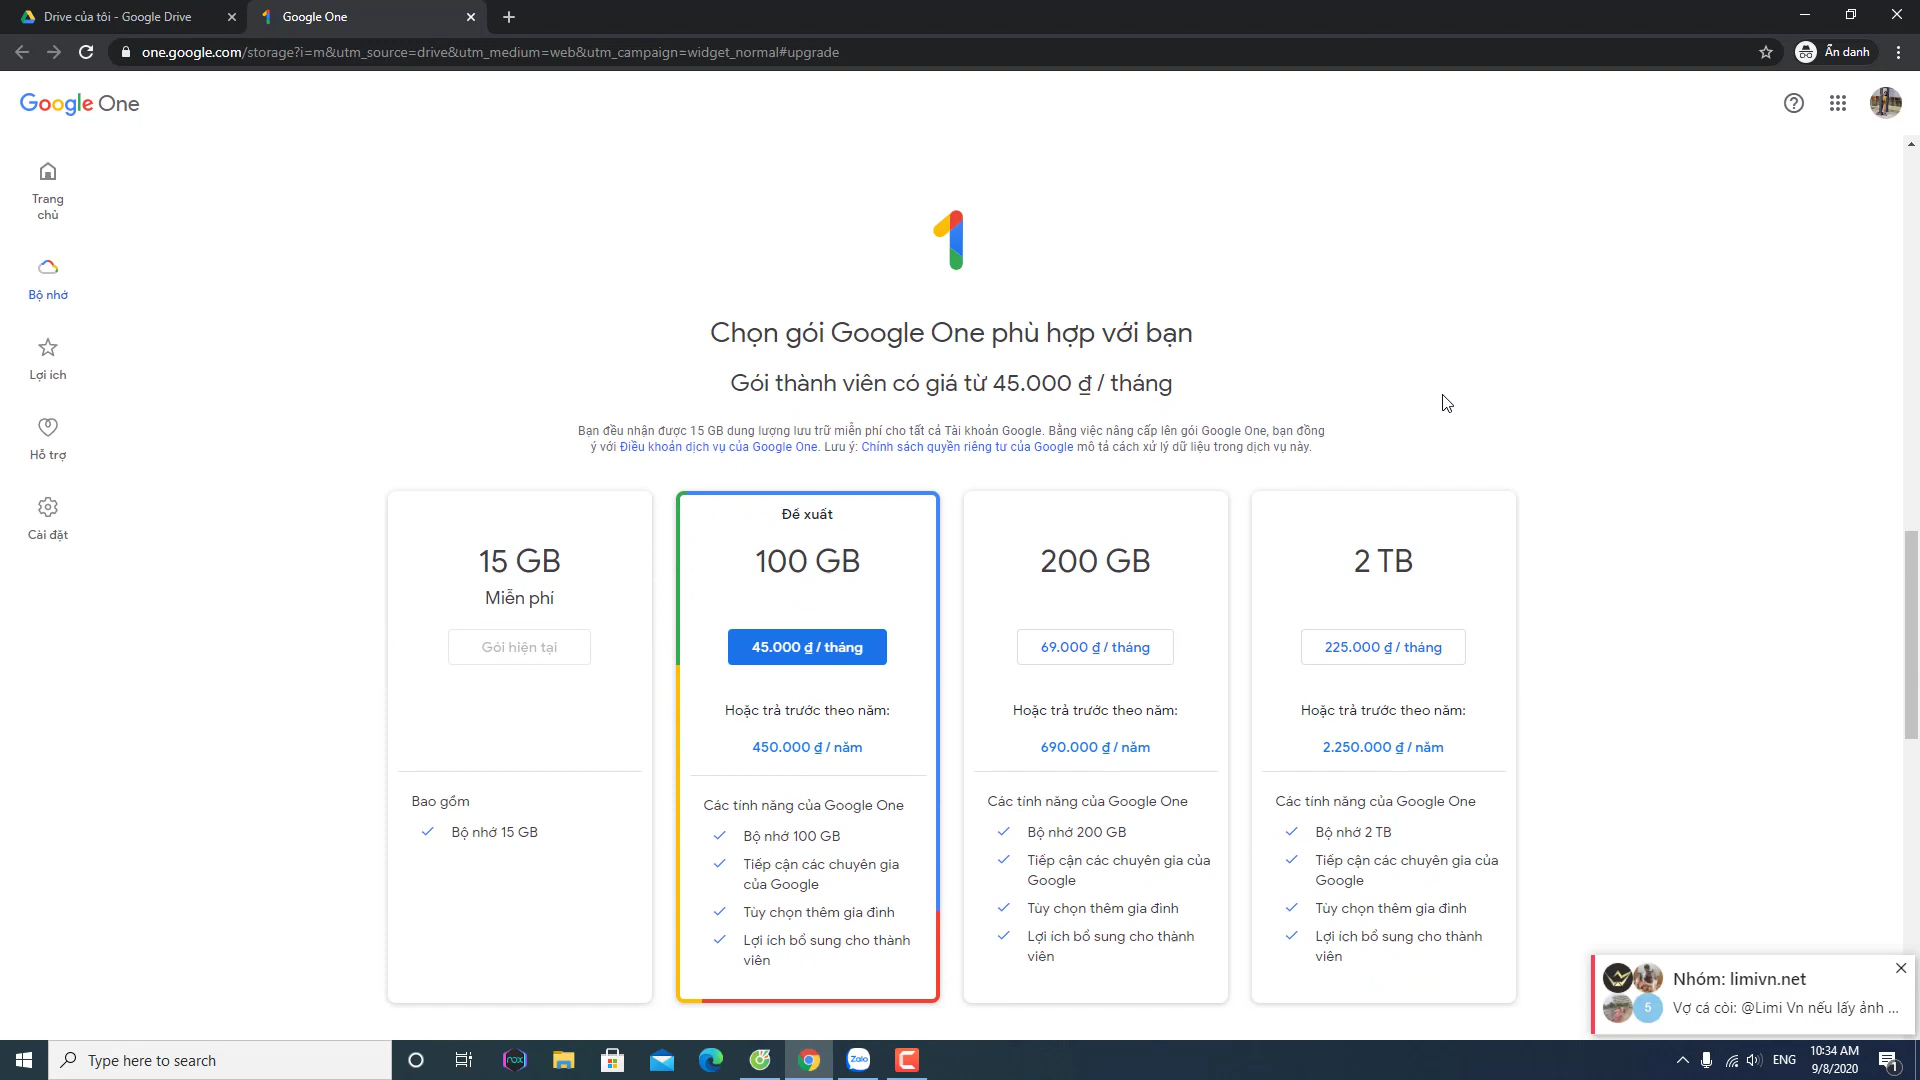 Drive của tôi - Google Drive
Google One
one.google.com/storage?i=m&utm_source=drive&utm_medium=web&utm_campaign=widget_normal#upgrade
Ẩn danh
Google One
Trang
chủ
Bộ nhớ
Lợi ích
Hỗ trợ
Cài đặt
Chọn gói Google One phù hợp với bạn
Gói thành viên có giá từ 45.000 ₫ / tháng
Bạn đều nhận được 15 GB dung lượng lưu trữ miễn phí cho tất cả Tài khoản Google. Bằng việc nâng cấp lên gói Google One, bạn đồng
ý với Điều khoản dịch vụ của Google One. Lưu ý: Chính sách quyền riêng tư của Google mô tả cách xử lý dữ liệu trong dịch vụ này.
15 GB
Miễn phí
Gói hiện tại
Bao gồm
Bộ nhớ 15 GB
Đề xuất
100 GB
45.000 ₫ / tháng
Hoặc trả trước theo năm:
450.000 ₫ / năm
Các tính năng của Google One
Bộ nhớ 100 GB
Tiếp cận các chuyên gia
của Google
Tùy chọn thêm gia đình
Lợi ích bổ sung cho thành
viên
200 GB
69.000 ₫ / tháng
Hoặc trả trước theo năm:
690.000 ₫ / năm
Các tính năng của Google One
Bộ nhớ 200 GB
Tiếp cận các chuyên gia của
Google
Tùy chọn thêm gia đình
Lợi ích bổ sung cho thành
viên
2 TB
225.000 ₫ / tháng
Hoặc trả trước theo năm:
2.250.000 ₫ / năm
Các tính năng của Google One
Bộ nhớ 2 TB
Tiếp cận các chuyên gia của
Google
Tùy chọn thêm gia đình
Lợi ích bổ sung cho thành
viên
5
Nhóm: limivn.net
Vợ cá còi: @Limi Vn nếu lấy ảnh ...
Type here to search
nox
Zalo
ENG
10:34 AM
9/8/2020
1